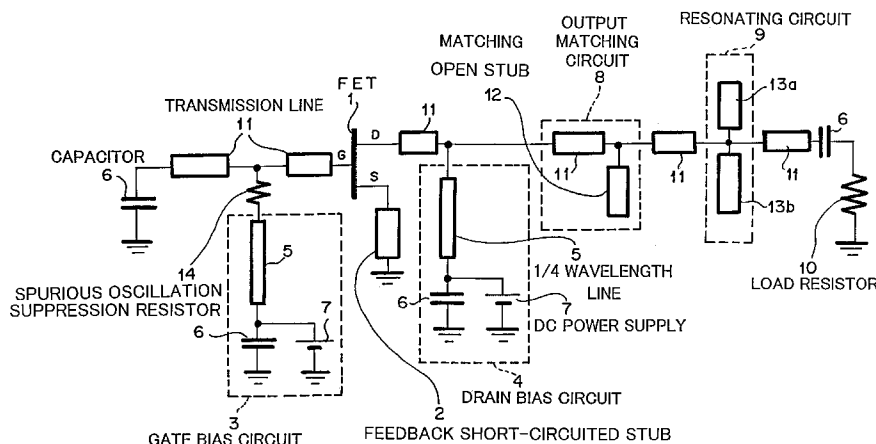 RESONATING CIRCUIT
9
OUTPUT
MATCHING
CIRCUIT
8
MATCHING
OPEN STUB
12
13a
13b
FET
1
D
G
S
TRANSMISSION LINE
11
11
11
11
11
CAPACITOR
6
6
14
5
5
SPURIOUS OSCILLATION
SUPPRESSION RESISTOR
1/4 WAVELENGTH
LINE
10
LOAD RESISTOR
6
7
6
7
DC POWER SUPPLY
3
GATE BIAS CIRCUIT
2
FEEDBACK SHORT-CIRCUITED STUB
4
DRAIN BIAS CIRCUIT